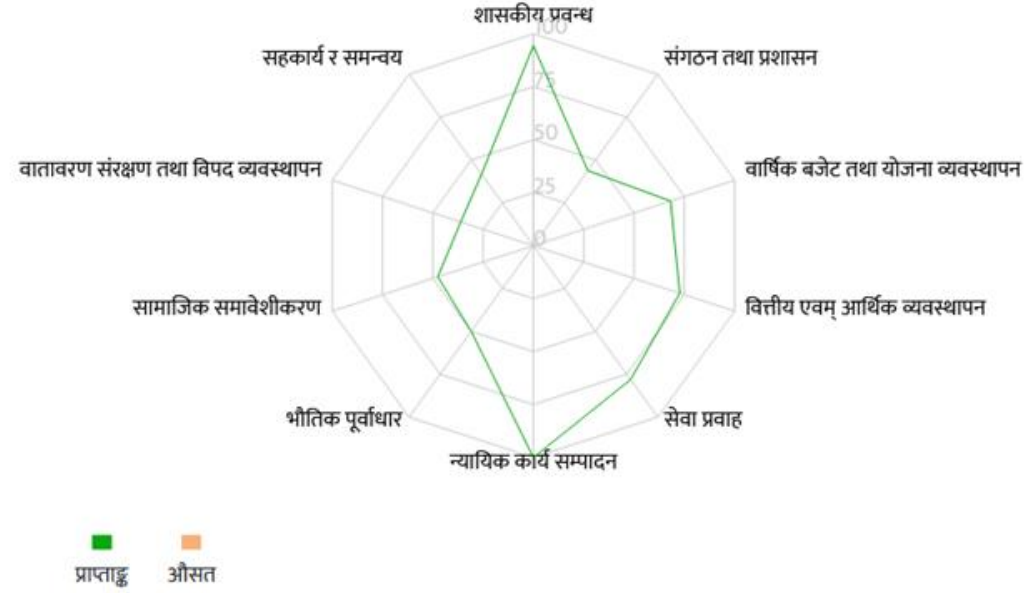 शासकीय प्रवन्ध
100
सहकार्य र समन्वय
संगठन तथा प्रशासन
75
50
वातावरण संरक्षण तथा विपद व्यवस्थापन
वार्षिक बजेट तथा योजना व्यवस्थापन
25
0
सामाजिक समावेशीकरण
वित्तीय एवम् आर्थिक व्यवस्थापन
भौतिक पूर्वाधार
सेवा प्रवाह
न्यायिक कार्य सम्पादन
प्राप्ताङ्क
औसत